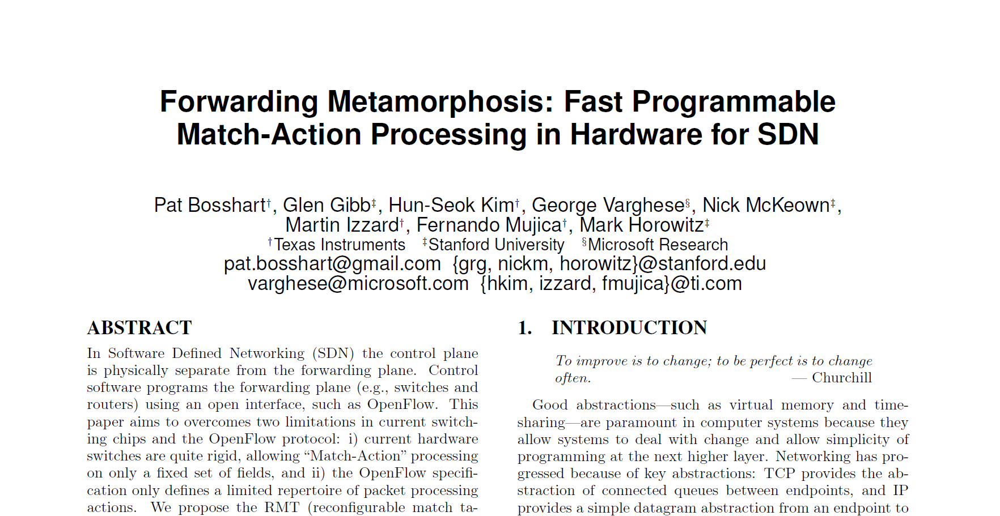 Forwarding Metamorphosis: Fast Programmable
Match-Action Processing in Hardware for SDN
Pat Bosshart†, Glen Gibb‡, Hun-Seok Kim†, George Varghese§, Nick McKeown‡,
Martin Izzard†, Fernando Mujica†, Mark Horowitz‡
†Texas Instruments ‡Stanford University §Microsoft Research
pat.bosshart@gmail.com {grg, nickm, horowitz}@stanford.edu
varghese@microsoft.com {hkim, izzard, fmujica}@ti.com
ABSTRACT
In Software Defined Networking (SDN) the control plane
is physically separate from the forwarding plane. Control
software programs the forwarding plane (e.g., switches and
routers) using an open interface, such as OpenFlow. This
paper aims to overcomes two limitations in current switch-
ing chips and the OpenFlow protocol: i) current hardware
switches are quite rigid, allowing “Match-Action” processing
on only a fixed set of fields, and ii) the OpenFlow specifi-
cation only defines a limited repertoire of packet processing
actions. We propose the RMT (reconfigurable match ta-
1. INTRODUCTION
To improve is to change; to be perfect is to change
often. — Churchill
Good abstractions—such as virtual memory and time-
sharing—are paramount in computer systems because they
allow systems to deal with change and allow simplicity of
programming at the next higher layer. Networking has pro-
gressed because of key abstractions: TCP provides the ab-
straction of connected queues between endpoints, and IP
provides a simple datagram abstraction from an endpoint to